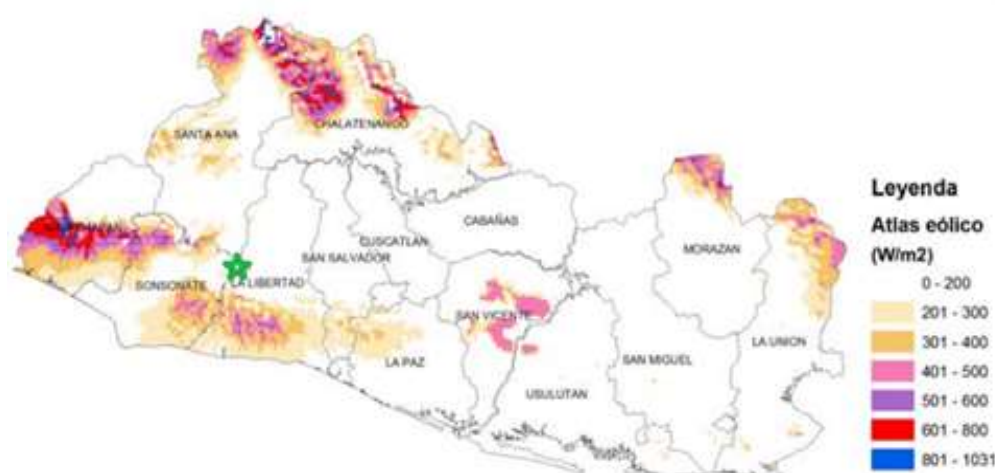 CHALATENANGO
SANTA ANA
CABAÑAS
MORAZAN
CUSCATLAN
SAN SALVADOR
LA LIBERTAD
SONSONATE
SAN VICENTE
LA PAZ
SAN MIGUEL
LA UNION
USULUTAN
Leyenda
Atlas eólico
(W/m2)
0 - 200
201 - 300
301 - 400
401 - 500
501 - 600
601 - 800
801 - 1031